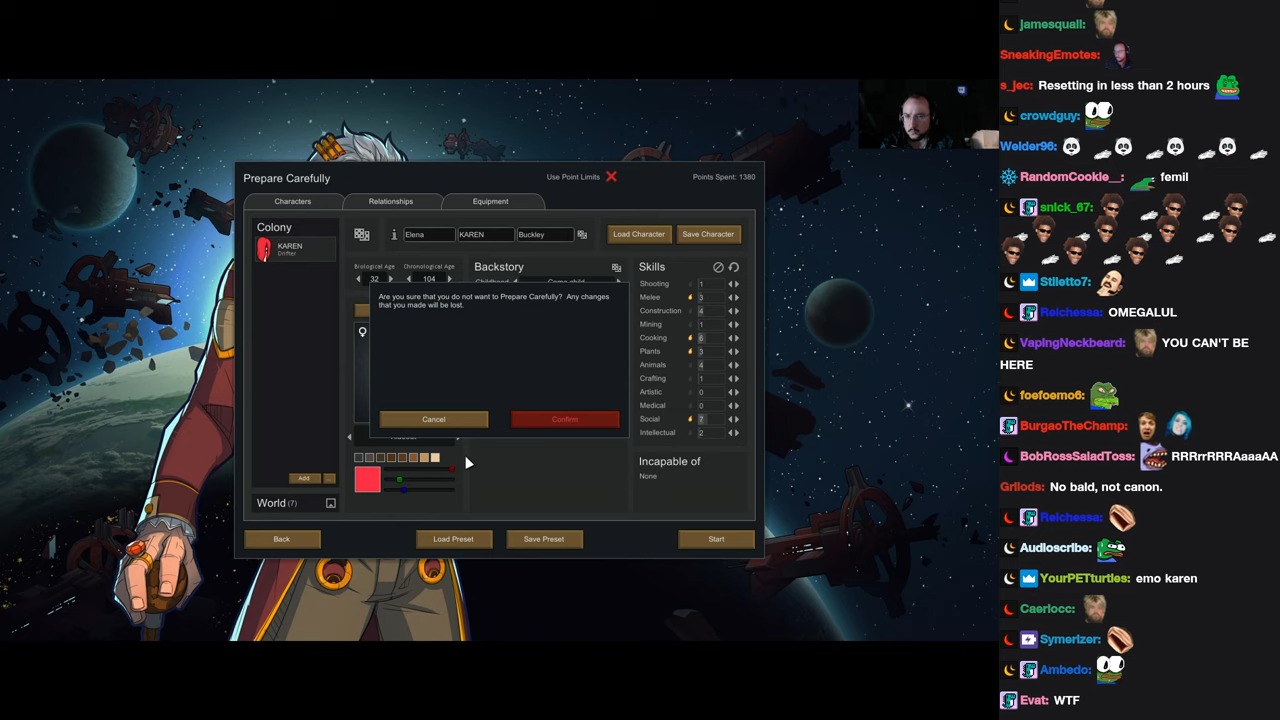 Prepare Carefully
Use Point Limits
Points Spent: 1380
Characters
Relationships
Equipment
Colony
KAREN
Drifter
Elena
KAREN
Buckley
Load Character
Save Character
Biological Age
Chronological Age
32
104
Backstory
Skills
Shooting 1
Melee 3
Construction 4
Mining 1
Cooking 6
Plants 3
Animals 4
Crafting 1
Artistic 0
Medical 0
Social 7
Intellectual 2
Are you sure that you do not want to Prepare Carefully? Any changes
that you made will be lost.
Cancel
Confirm
Incapable of
None
Add
...
World (7)
Back
Load Preset
Save Preset
Start
jamesquall:
SneakingEmotes:
s_jec: Resetting in less than 2 hours
crowdguy:
Welder96:
RandomCookie__: femil
snick_67:
Stiletto7:
Reichessa: OMEGALUL
VapingNeckbeard: YOU CAN'T BE
HERE
foefoemo6:
BurgaoTheChamp:
BobRossSaladToss: RRRrrRRRAaaaAA
Grilods: No bald, not canon.
Reichessa:
Audioscribe:
YourPETturtles: emo karen
Caerlocc:
Symerizer:
Ambedo:
Evat: WTF